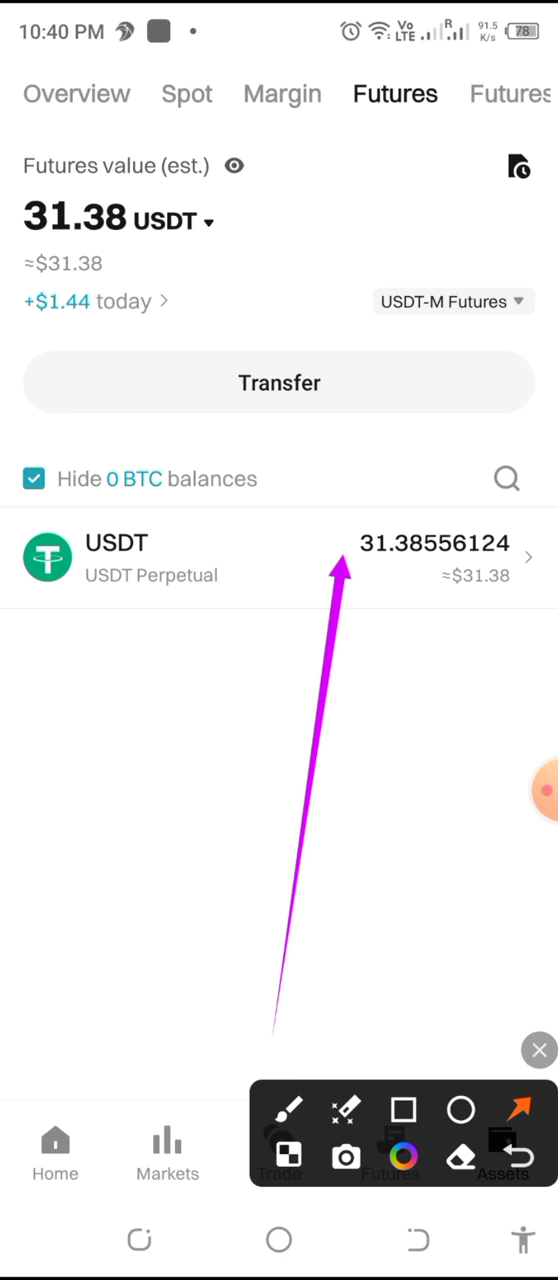 10:40 PM
Vo LTE R 91.5 K/s 78
Overview Spot Margin Futures Futures
Futures value (est.)
31.38 USDT
≈$31.38
+$1.44 today
USDT-M Futures
Transfer
Hide 0 BTC balances
USDT 31.38556124
USDT Perpetual ≈$31.38
Home Markets Trade Futures Assets